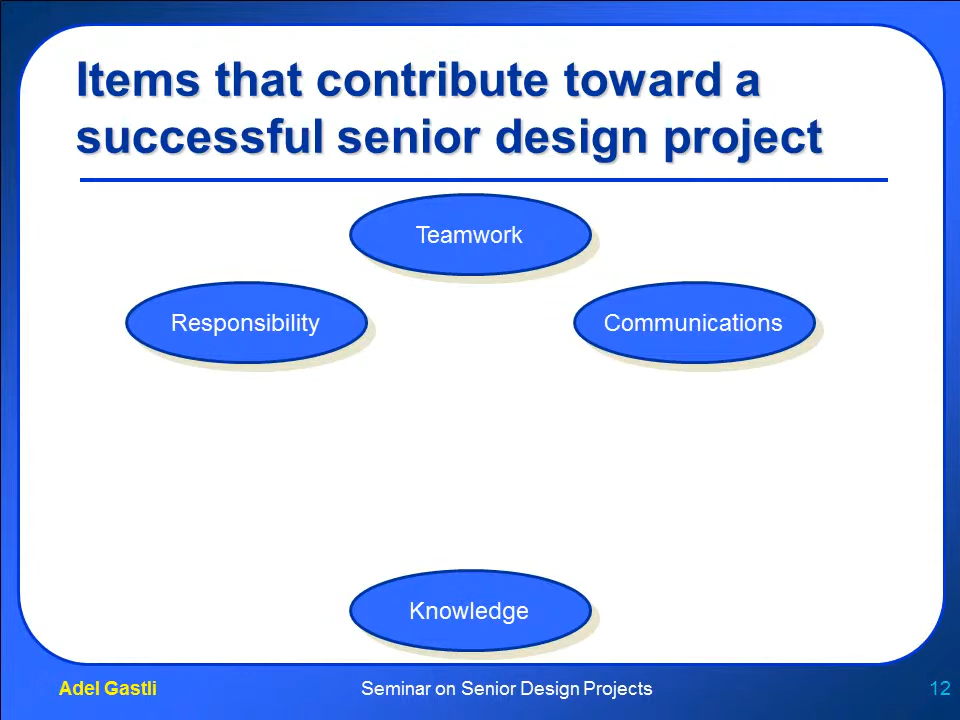 Items that contribute toward a
successful senior design project
Teamwork
Responsibility
Communications
Knowledge
Adel Gastli
Seminar on Senior Design Projects
12